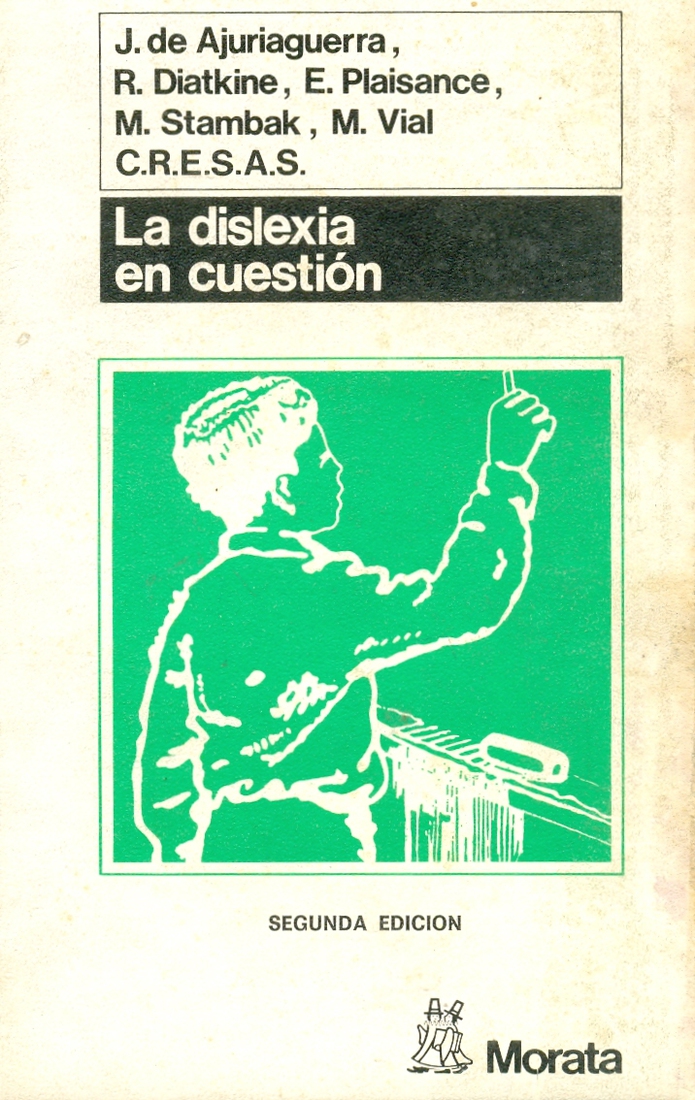 J. de Ajuriaguerra,
R. Diatkine, E. Plaisance,
M. Stambak, M. Vial
C.R.E.S.A.S.
La dislexia
en cuestión
SEGUNDA EDICION
Morata